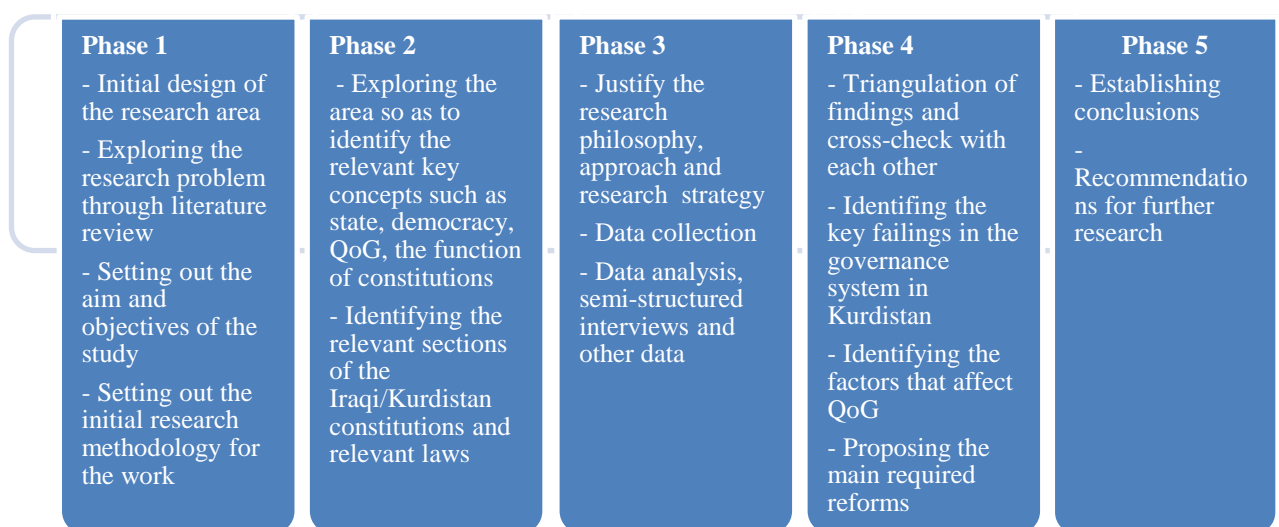 Phase 1
- Initial design of
the research area
- Exploring the
research problem
through literature
review
- Setting out the
aim and
objectives of the
study
- Setting out the
initial research
methodology for
the work
Phase 2
- Exploring the
area so as to
identify the
relevant key
concepts such as
state, democracy,
QoG, the function
of constitutions
- Identifying the
relevant sections
of the
Iraqi/Kurdistan
constitutions and
relevant laws
Phase 3
- Justify the
research
philosophy,
approach and
research strategy
- Data collection
- Data analysis,
semi-structured
interviews and
other data
Phase 4
- Triangulation of
findings and
cross-check with
each other
- Identifing the
key failings in the
governance
system in
Kurdistan
- Identifying the
factors that affect
QoG
- Proposing the
main required
reforms
Phase 5
- Establishing
conclusions
-
Recommendatio
ns for further
research